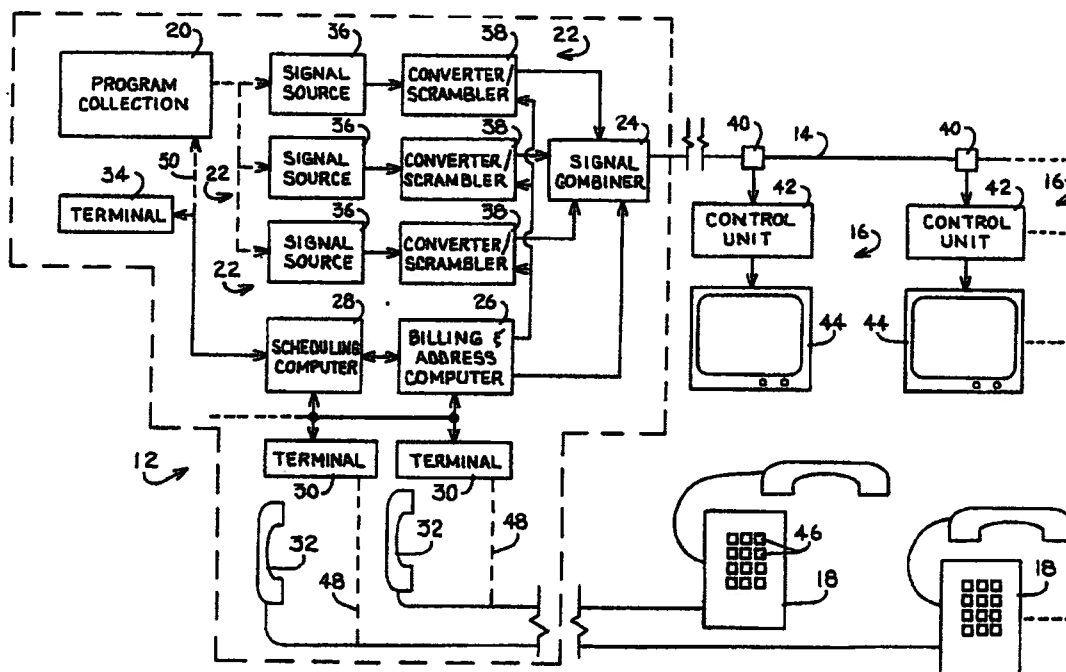 20
36
38
22
PROGRAM
COLLECTION
SIGNAL
SOURCE
CONVERTER/
SCRAMBLER
36
38
24
40
14
40
SIGNAL
SOURCE
CONVERTER/
SCRAMBLER
SIGNAL
GOMBINER
50
22
34
TERMINAL
36
38
42
42
16
SIGNAL
SOURCE
CONVERTER/
SCRAMBLER
CONTROL
UNIT
16
CONTROL
UNIT
22
28
26
SCHEDULING
COMPUTER
BILLING &
ADDRESS
COMPUTER
44
44
12
TERMINAL
TERMINAL
30
30
32
32
48
48
46
18
18